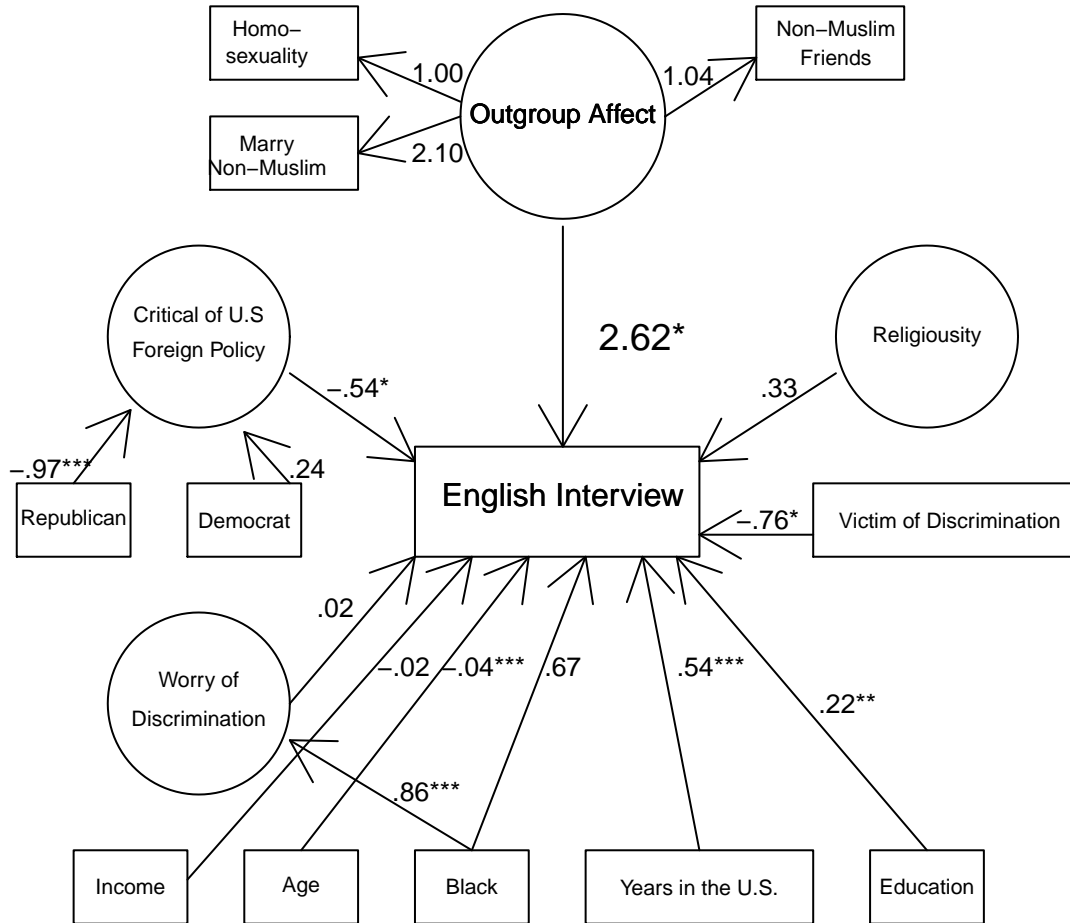 Homo−
sexuality
Non−Muslim
Friends
1.00
1.04
Outgroup Affect
Marry
Non−Muslim
2.10
Critical of U.S
Foreign Policy
2.62*
Religiousity
−.54*
.33
−.97***
.24
Republican
Democrat
English Interview
−.76*
Victim of Discrimination
.02
−.02
−.04***
.67
.54***
.22**
Worry of
Discrimination
.86***
Income
Age
Black
Years in the U.S.
Education